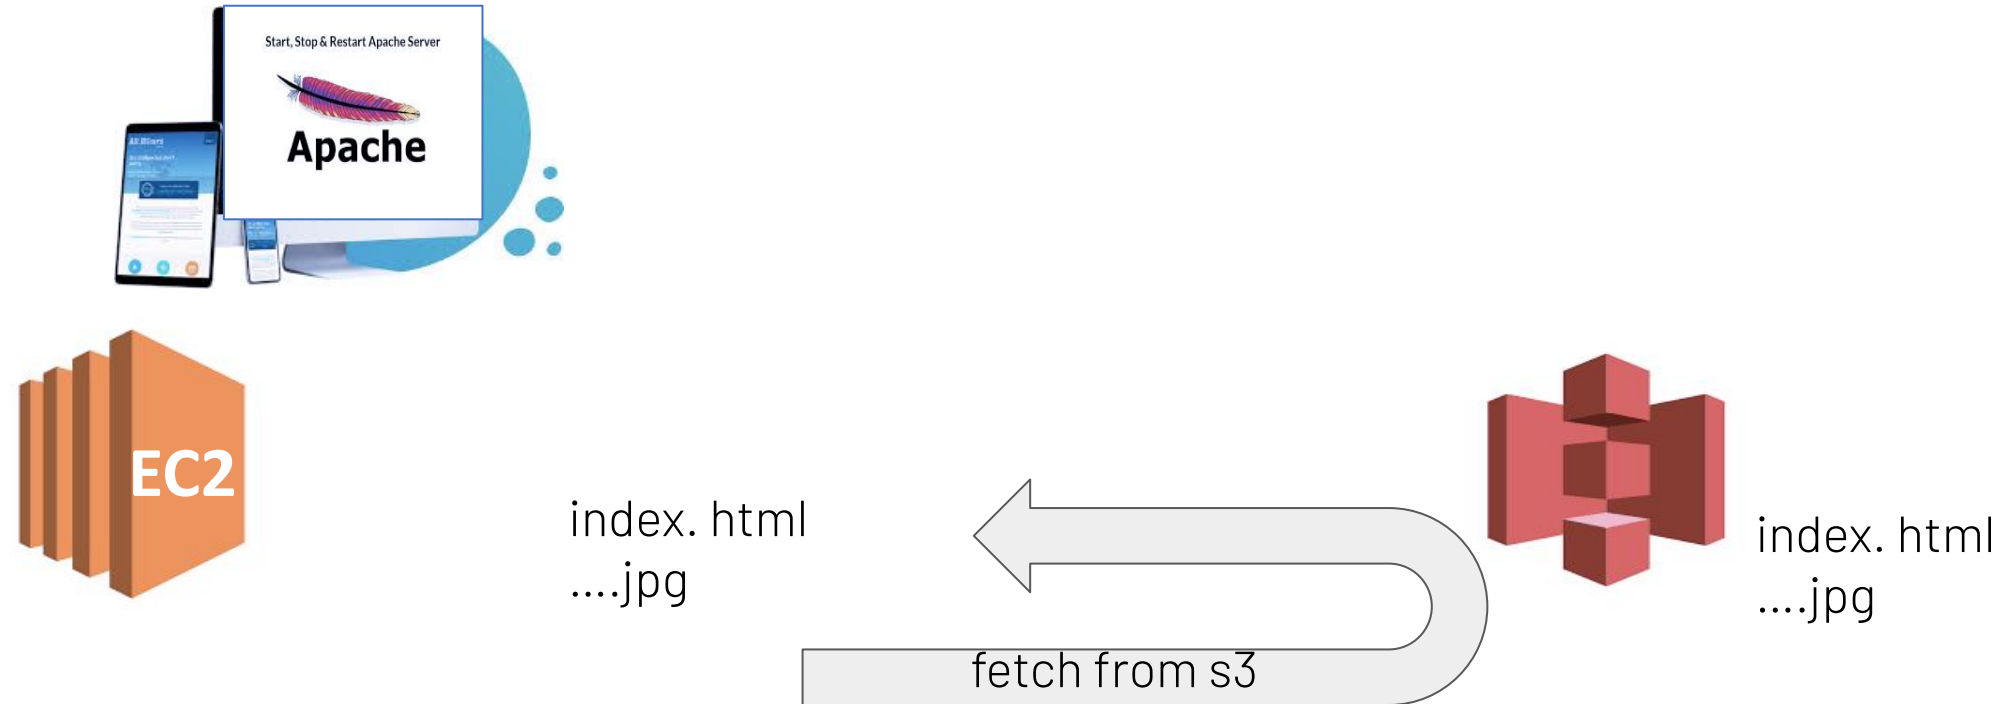 Start, Stop & Restart Apache Server
Apache
EC2
index. html
....jpg
fetch from s3
index. html
....jpg